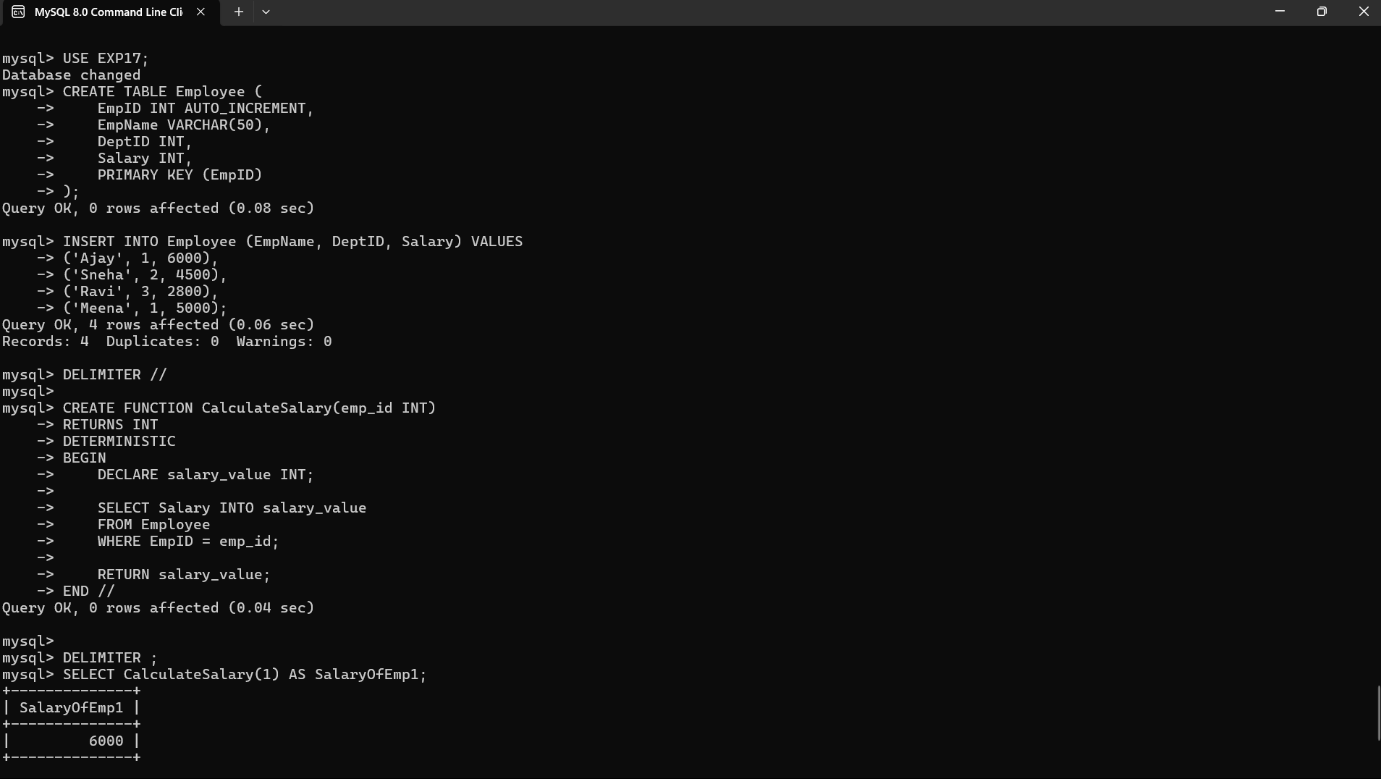 MySQL 8.0 Command Line Cli
mysql> USE EXP17;
Database changed
mysql> CREATE TABLE Employee (
    ->     EmpID INT AUTO_INCREMENT,
    ->     EmpName VARCHAR(50),
    ->     DeptID INT,
    ->     Salary INT,
    ->     PRIMARY KEY (EmpID)
    -> );
Query OK, 0 rows affected (0.08 sec)

mysql> INSERT INTO Employee (EmpName, DeptID, Salary) VALUES
    -> ('Ajay', 1, 6000),
    -> ('Sneha', 2, 4500),
    -> ('Ravi', 3, 2800),
    -> ('Meena', 1, 5000);
Query OK, 4 rows affected (0.06 sec)
Records: 4  Duplicates: 0  Warnings: 0

mysql> DELIMITER //
mysql>
mysql> CREATE FUNCTION CalculateSalary(emp_id INT)
    -> RETURNS INT
    -> DETERMINISTIC
    -> BEGIN
    ->     DECLARE salary_value INT;
    ->
    ->     SELECT Salary INTO salary_value
    ->     FROM Employee
    ->     WHERE EmpID = emp_id;
    ->
    ->     RETURN salary_value;
    -> END //
Query OK, 0 rows affected (0.04 sec)

mysql>
mysql> DELIMITER ;
mysql> SELECT CalculateSalary(1) AS SalaryOfEmp1;
+--------------+
| SalaryOfEmp1 |
+--------------+
|         6000 |
+--------------+